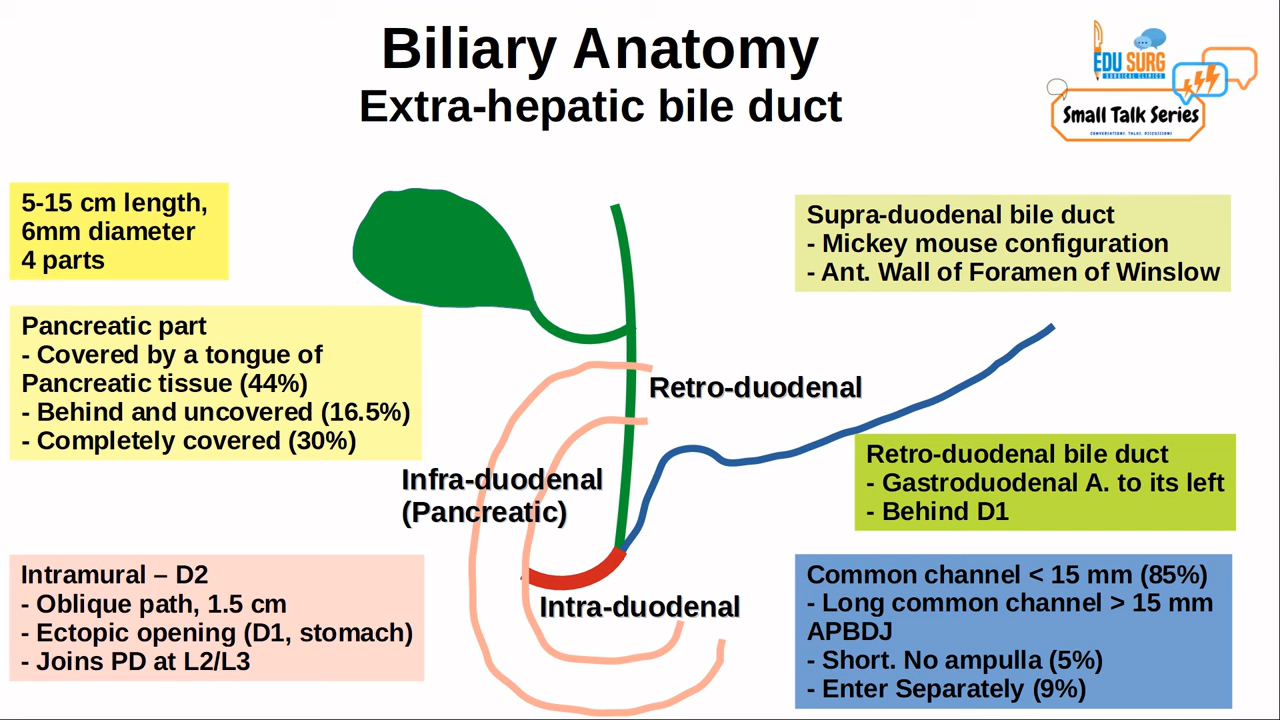 Biliary Anatomy
Extra-hepatic bile duct
EDU SURG
SURGICAL CLINICS
Small Talk Series
CONVERSATIONS, TALKS, DISCUSSIONS
5-15 cm length,
6mm diameter
4 parts
Supra-duodenal bile duct
- Mickey mouse configuration
- Ant. Wall of Foramen of Winslow
Pancreatic part
- Covered by a tongue of
Pancreatic tissue (44%)
- Behind and uncovered (16.5%)
- Completely covered (30%)
Retro-duodenal
Retro-duodenal bile duct
- Gastroduodenal A. to its left
- Behind D1
Infra-duodenal
(Pancreatic)
Intramural – D2
- Oblique path, 1.5 cm
- Ectopic opening (D1, stomach)
- Joins PD at L2/L3
Intra-duodenal
Common channel < 15 mm (85%)
- Long common channel > 15 mm
APBDJ
- Short. No ampulla (5%)
- Enter Separately (9%)